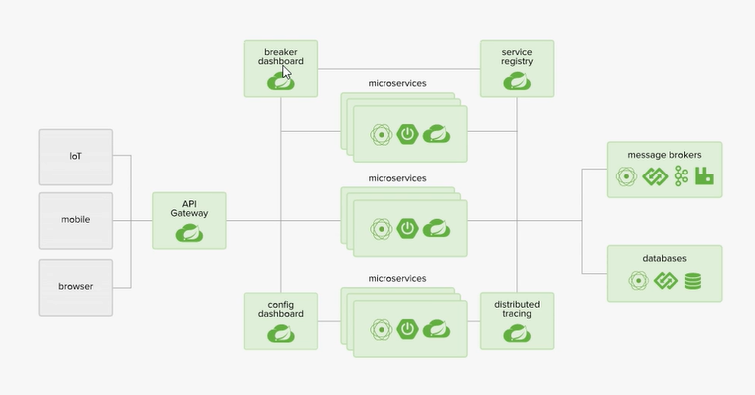 breaker
dashboard
service
registry
microservices
IoT
message brokers
microservices
API
Gateway
mobile
databases
microservices
browser
config
dashboard
distributed
tracing